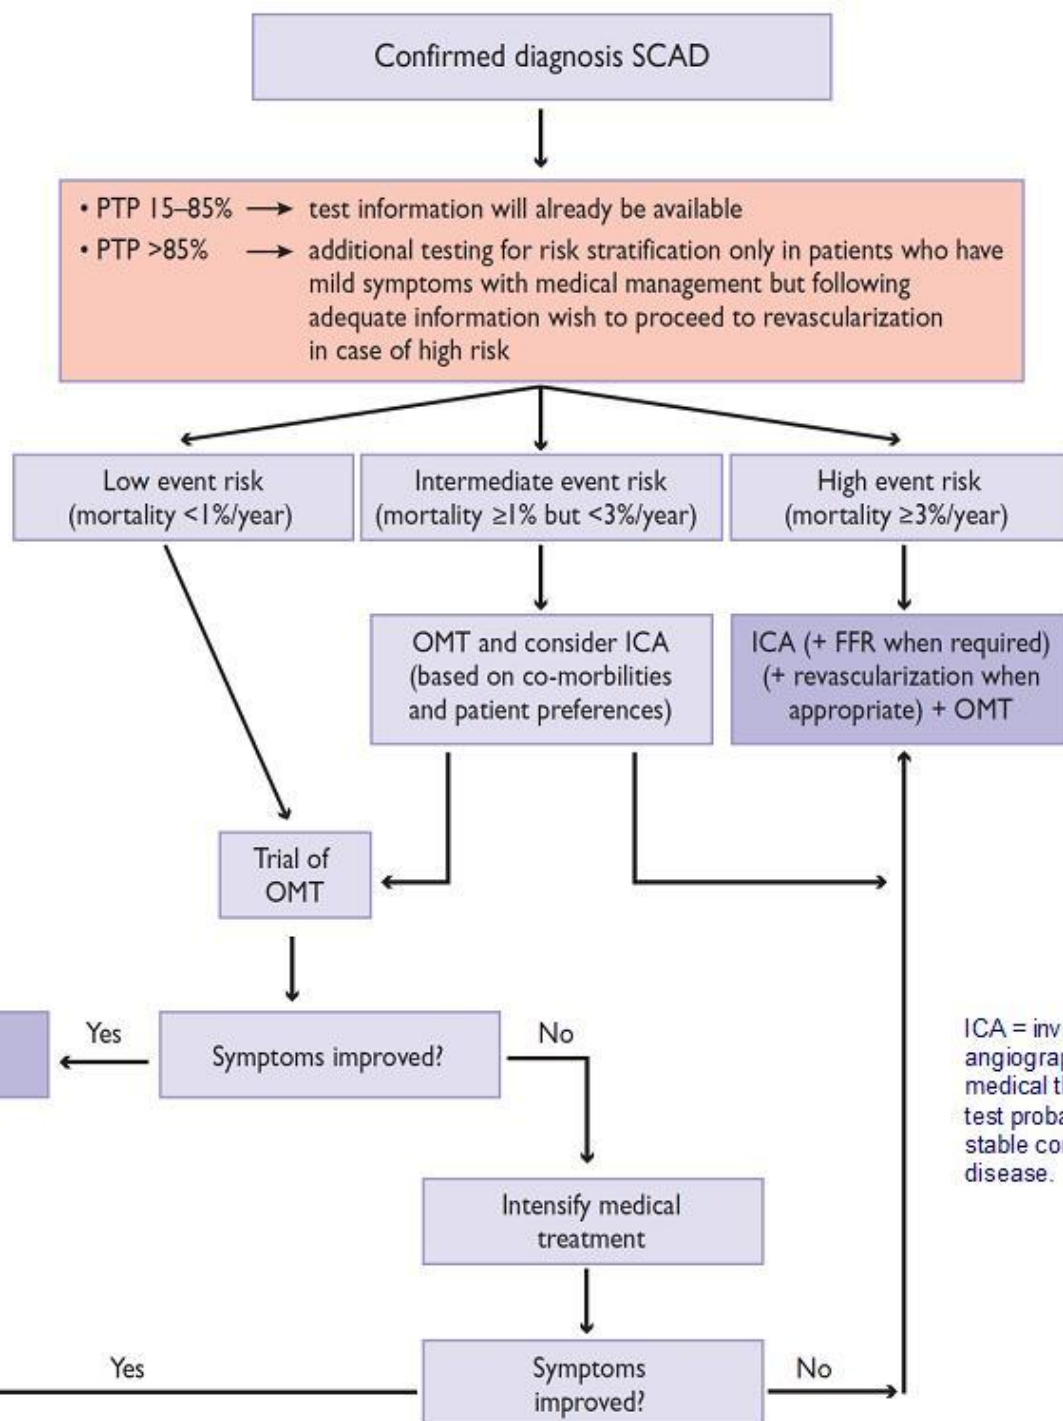 Confirmed diagnosis SCAD
• PTP 15–85% → test information will already be available
• PTP >85% → additional testing for risk stratification only in patients who have
mild symptoms with medical management but following
adequate information wish to proceed to revascularization
in case of high risk
Low event risk
(mortality <1%/year)
Intermediate event risk
(mortality ≥1% but <3%/year)
High event risk
(mortality ≥3%/year)
OMT and consider ICA
(based on co-morbilities
and patient preferences)
ICA (+ FFR when required)
(+ revascularization when
appropriate) + OMT
Trial of
OMT
Yes
Symptoms improved?
No
ICA = inv
angiograp
medical t
test proba
stable co
disease.
Intensify medical
treatment
Yes
Symptoms
improved?
No